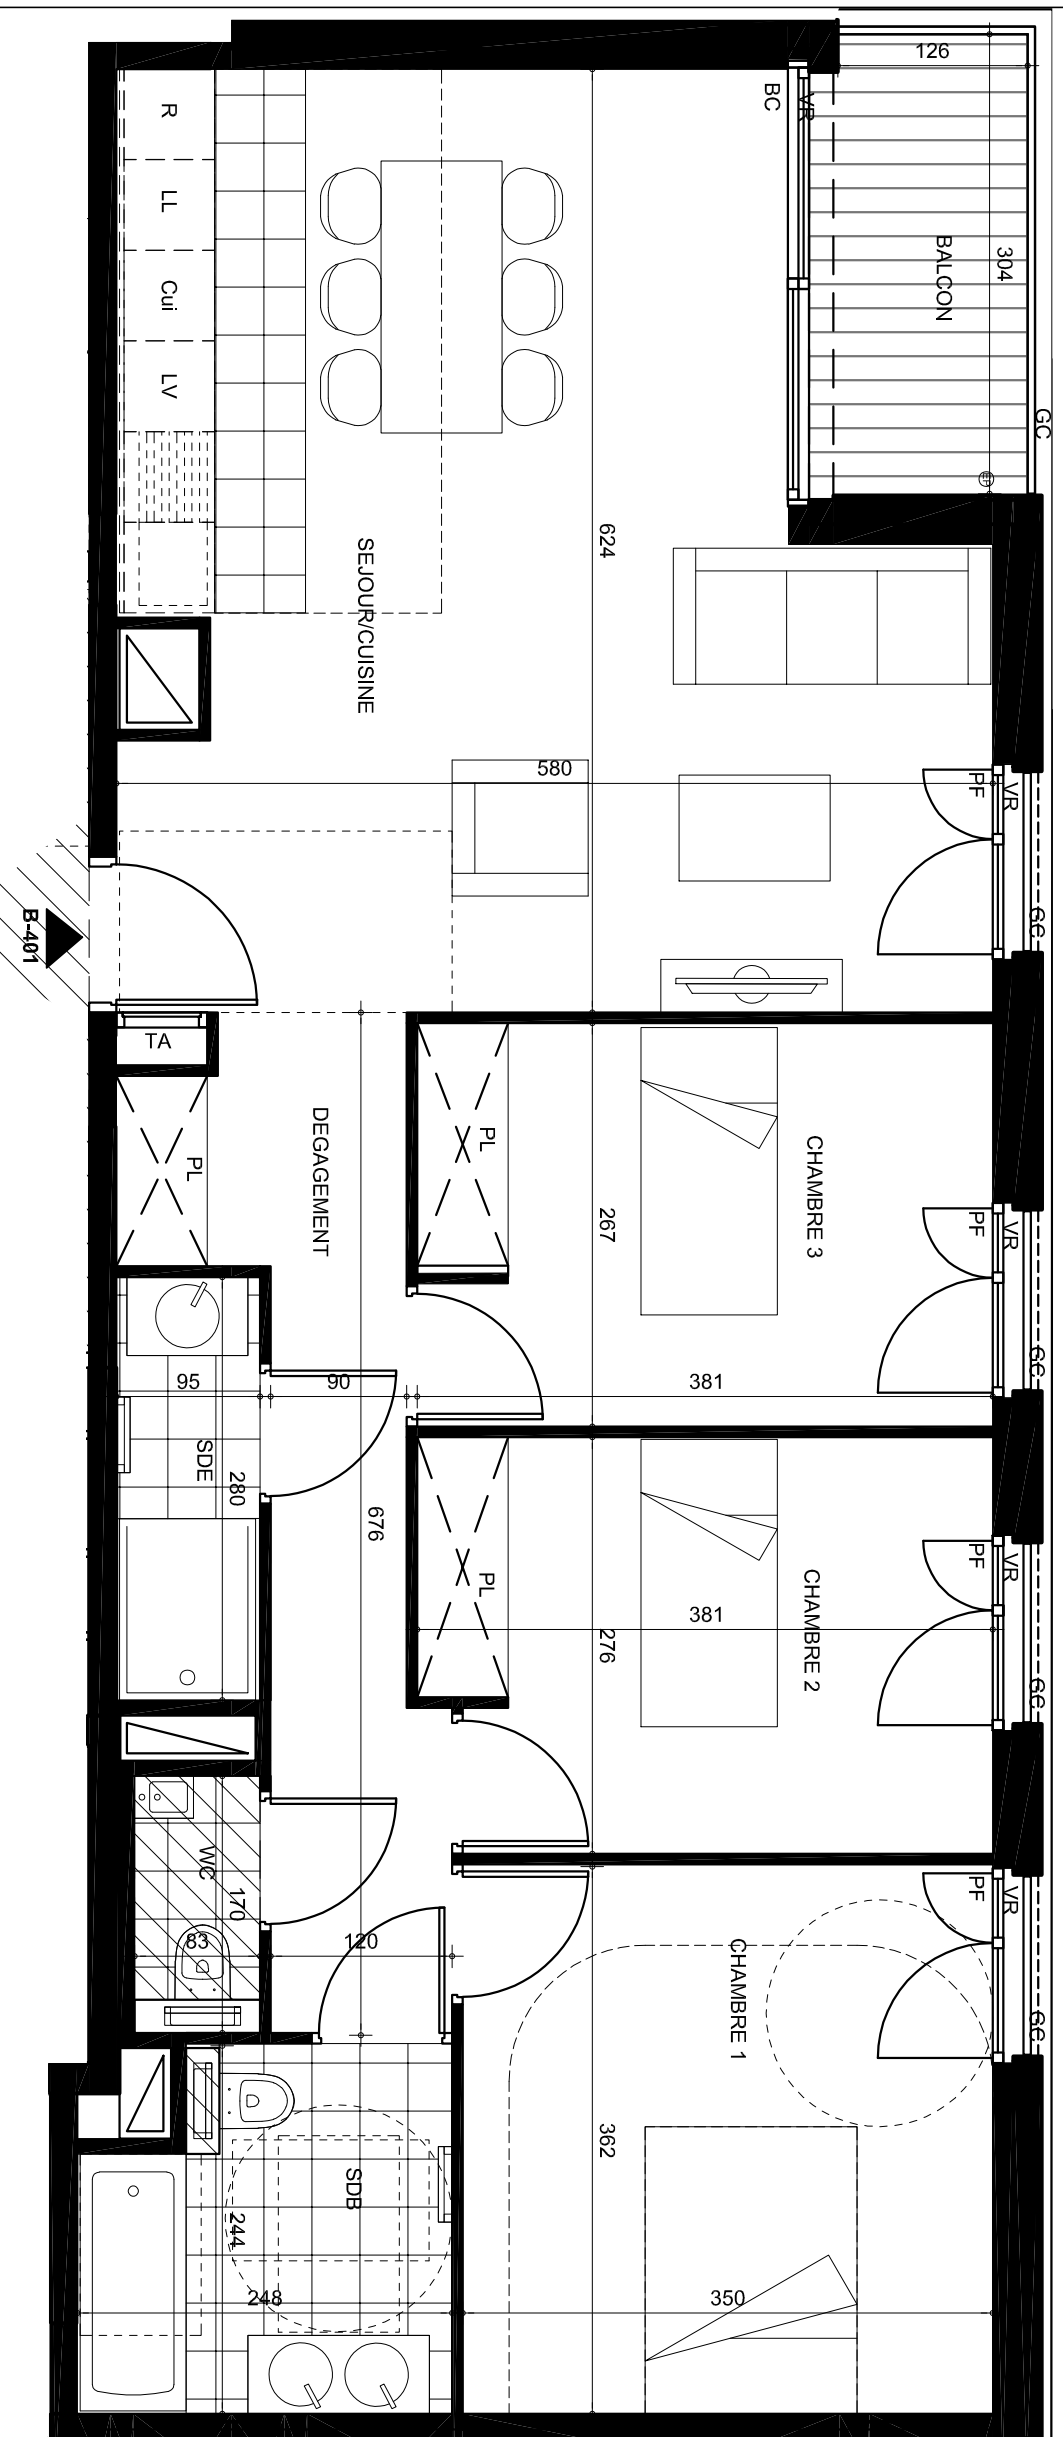 126
BC
VR
R
LL
BALCON
304
Cui
LV
GC
EP
624
SEJOUR/CUISINE
580
PF
VR
GC
B-401
TA
DEGAGEMENT
PL
PL
CHAMBRE 3
267
PF
VR
GC
95
90
381
SDE
280
676
PL
CHAMBRE 2
381
276
PF
VR
GC
WC
170
83
120
CHAMBRE 1
PF
VR
GC
362
SDB
244
248
350